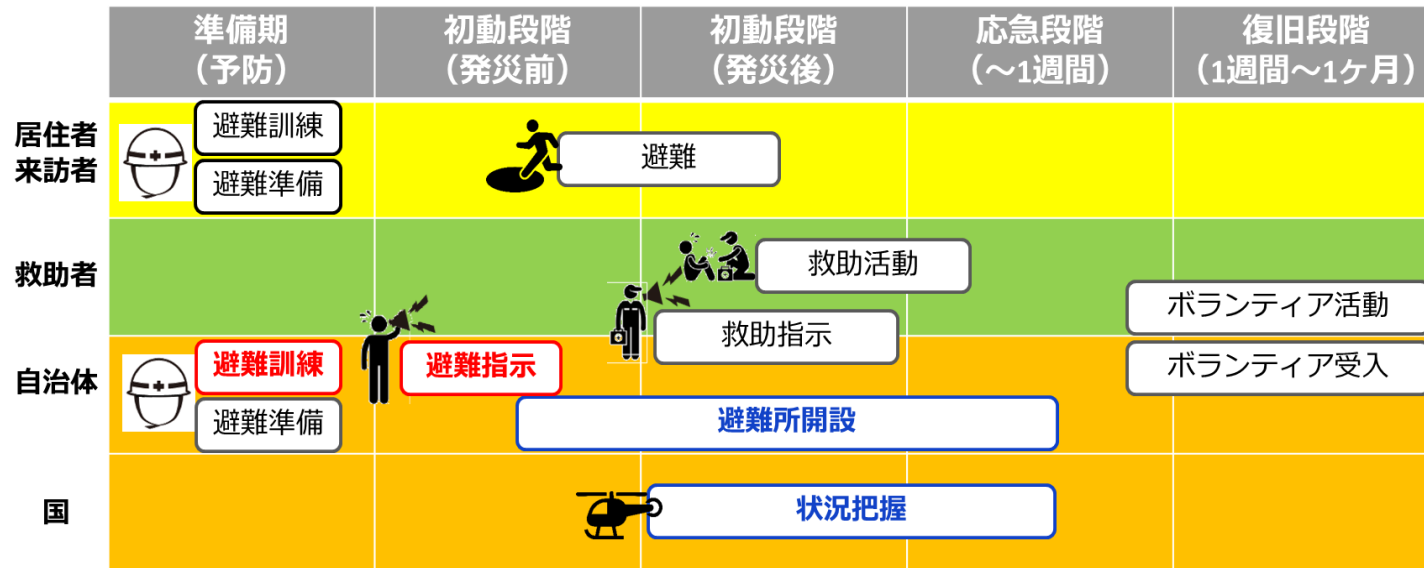 準備期
（予防）
初動段階
（発災前）
初動段階
（発災後）
応急段階
（～1週間）
復旧段階
（1週間～1ヶ月）
居住者
来訪者
避難訓練
避難準備
避難
救助者
救助活動
救助指示
ボランティア活動
自治体
避難訓練
避難準備
避難指示
避難所開設
ボランティア受入
国
状況把握